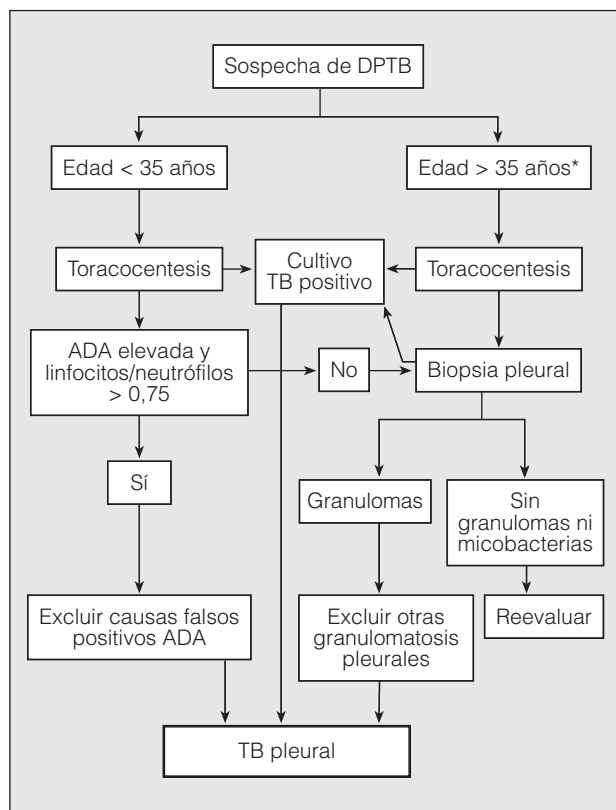 Sospecha de DPTB
Edad < 35 años
Edad > 35 años*
Toracocentesis
Cultivo
TB positivo
Toracocentesis
ADA elevada y
linfocitos/neutrófilos
> 0,75
No
Biopsia pleural
Sí
Granulomas
Sin
granulomas ni
micobacterias
Excluir causas falsos
positivos ADA
Excluir otras
granulomatosis
pleurales
Reevaluar
TB pleural